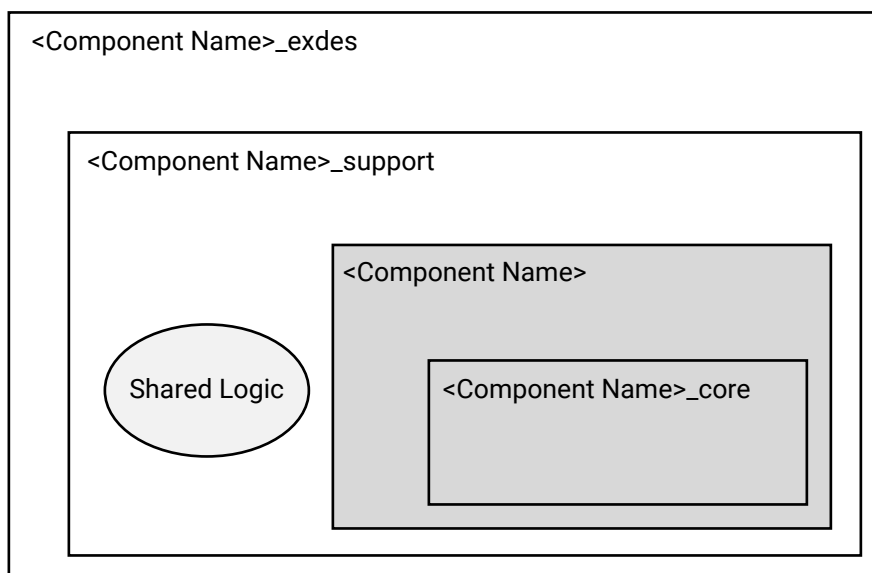 <Component Name>_exdes
<Component Name>_support
<Component Name>
Shared Logic
<Component Name>_core